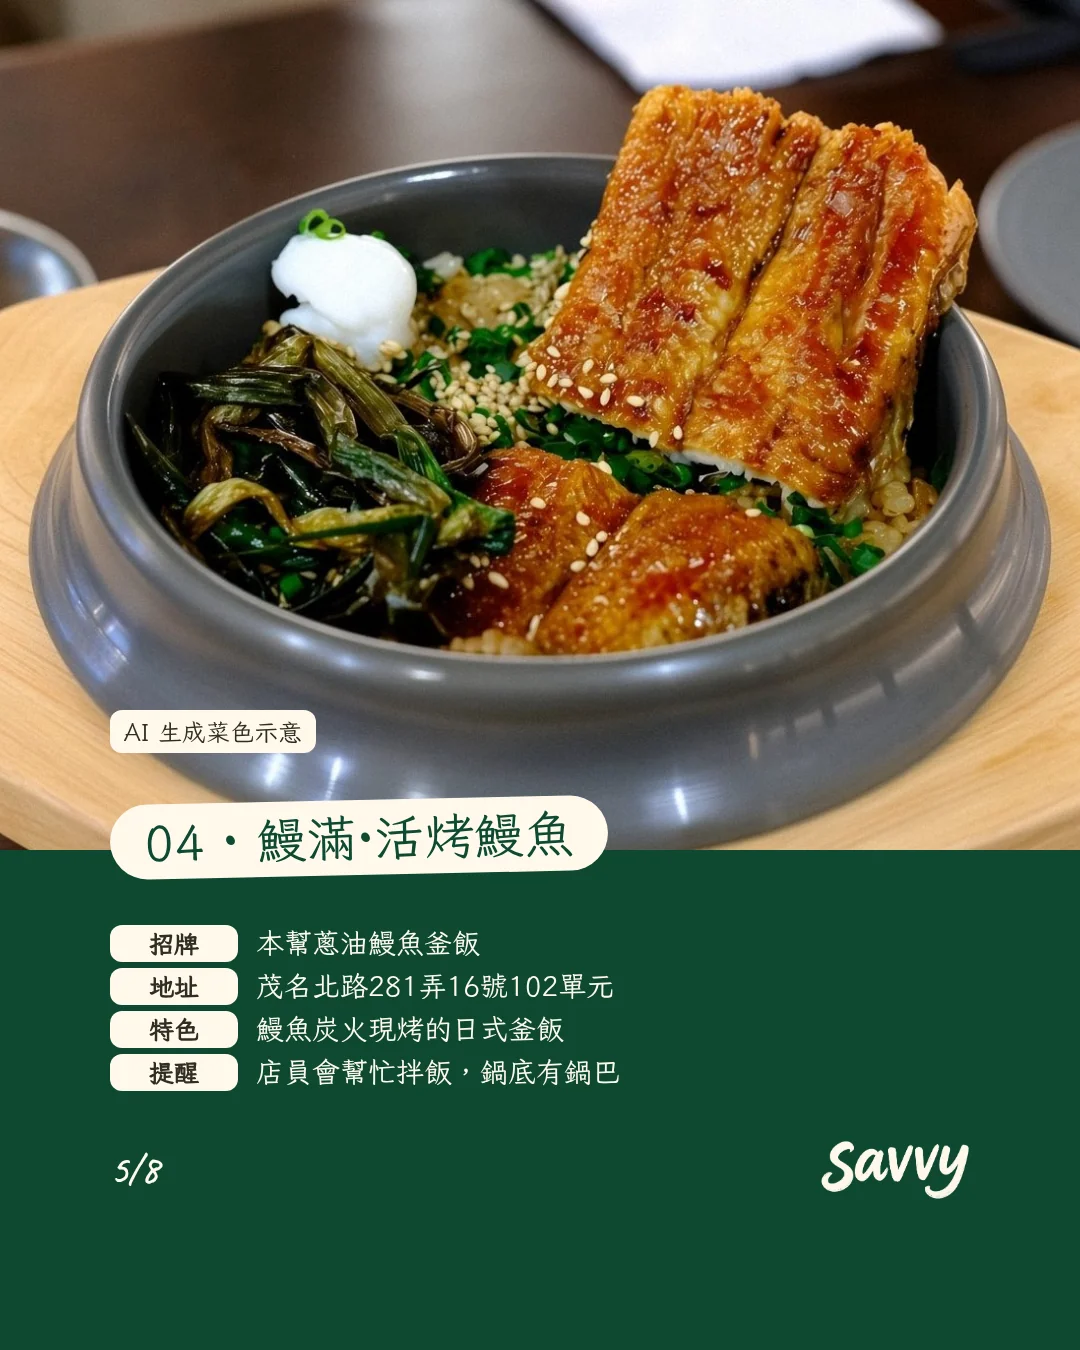 AI 生成菜色示意
04・鰻滿•活烤鰻魚
招牌 本幫蔥油鰻魚釜飯
地址 茂名北路281弄16號102單元
特色 鰻魚炭火現烤的日式釜飯
提醒 店員會幫忙拌飯，鍋底有鍋巴
5/8
Savvy